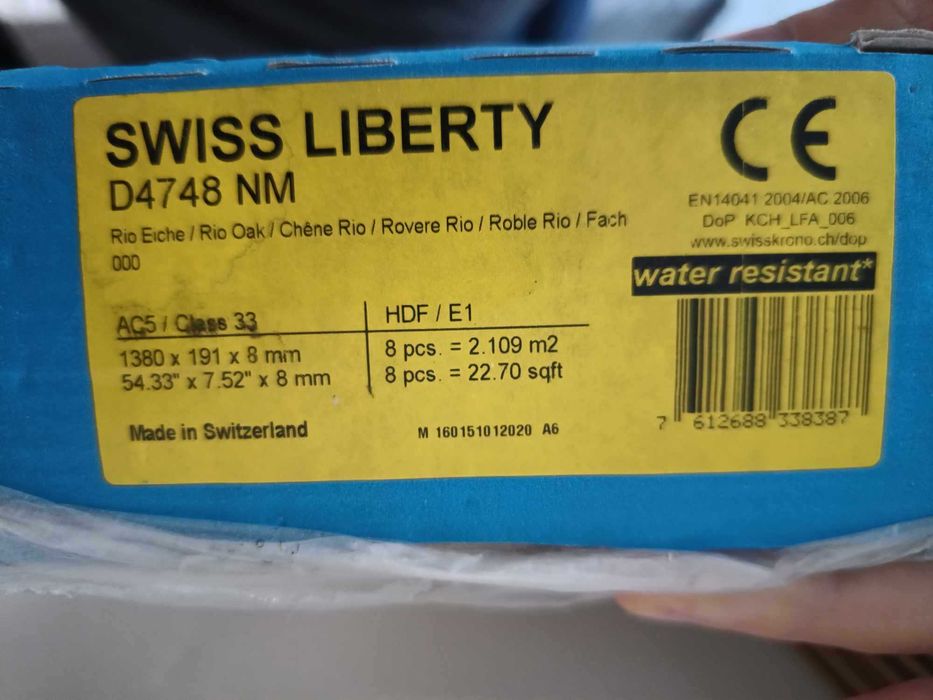 SWISS LIBERTY
D4748 NM
Rio Eiche / Rio Oak / Chêne Rio / Rovere Rio / Roble Rio / Fach
000
AC5 / Class 33
HDF / E1
1380 x 191 x 8 mm
8 pcs. = 2.109 m2
54.33" x 7.52" x 8 mm
8 pcs. = 22.70 sqft
Made in Switzerland
M 160151012020 A6
CE
EN14041 2004/AC 2006
DoP KCH_LFA_006
www.swisskrono.ch/dop
water resistant*
7 612688 338387